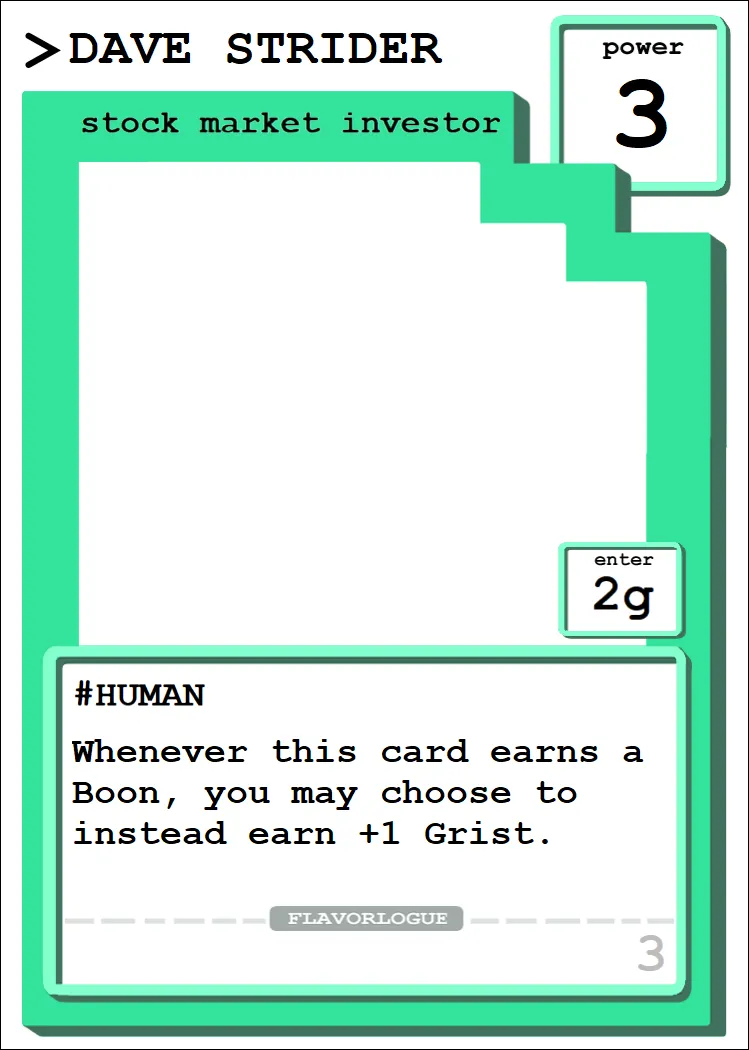 >DAVE STRIDER
power
3
stock market investor
enter
2g
#HUMAN
Whenever this card earns a
Boon, you may choose to
instead earn +1 Grist.
FLAVORLOGUE
3